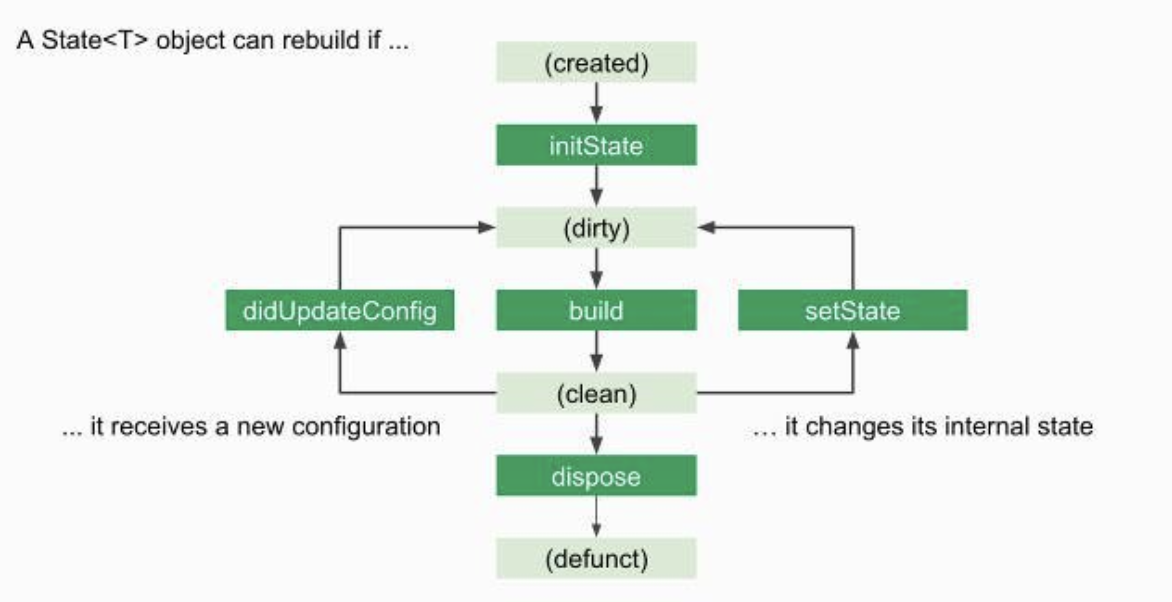 A State<T> object can rebuild if ...
(created)
initState
(dirty)
didUpdateConfig
build
setState
(clean)
... it receives a new configuration
… it changes its internal state
dispose
(defunct)